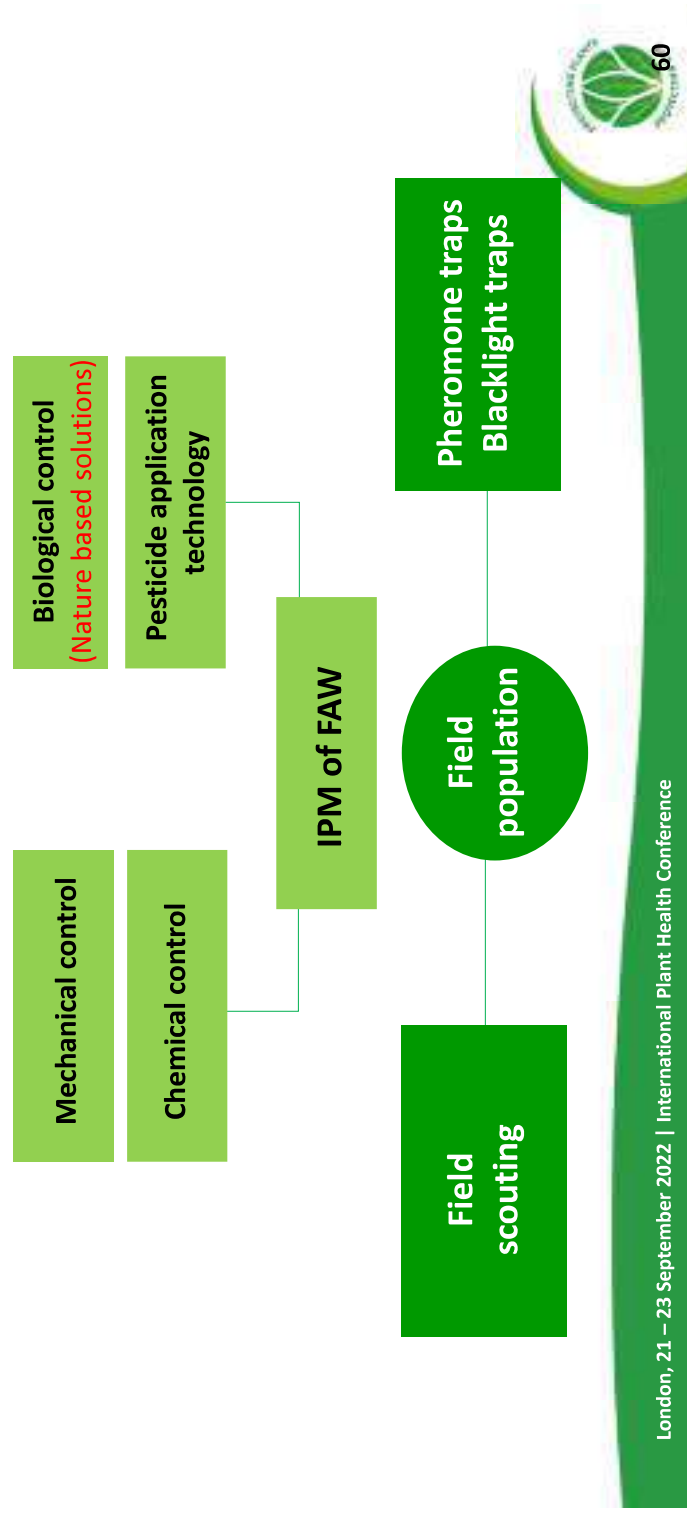 Mechanical control
Biological control
(Nature based solutions)
Chemical control
Pesticide application
technology
IPM of FAW
Field
scouting
Field
population
Pheromone traps
Blacklight traps
London, 21 – 23 September 2022 | International Plant Health Conference
60